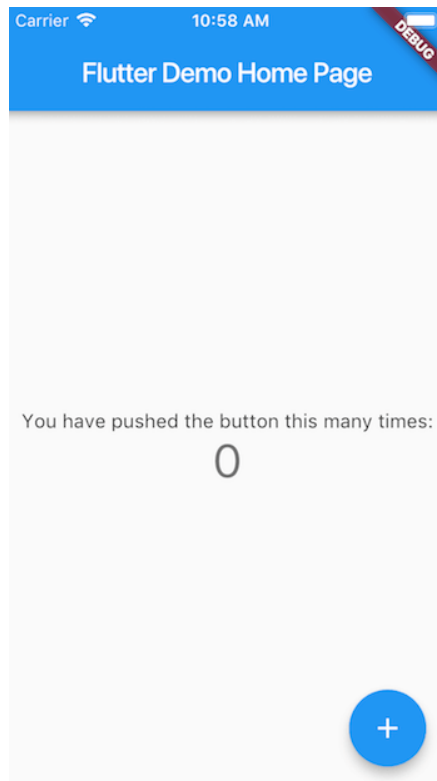 Carrier 10:58 AM
DEBUG
Flutter Demo Home Page
You have pushed the button this many times:
0
+